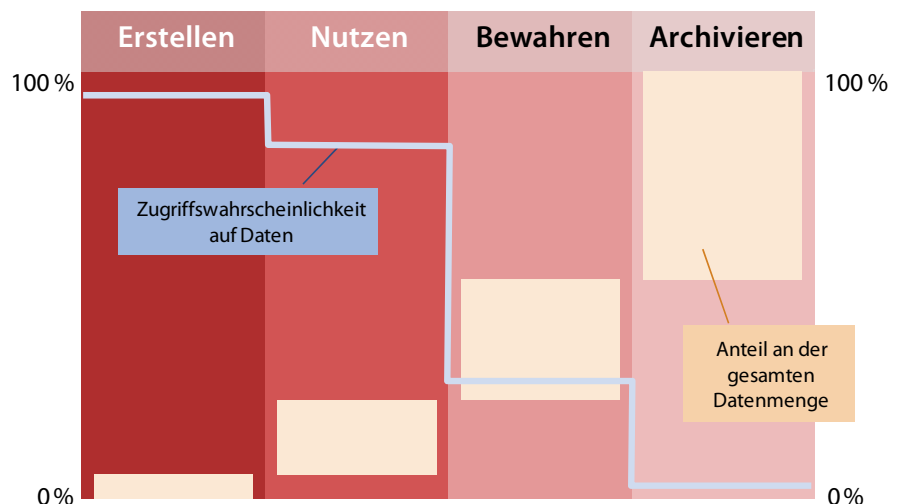 Erstellen Nutzen Bewahren Archivieren
100 % 100 %
Zugriffswahrscheinlichkeit
auf Daten
Anteil an der
gesamten
Datenmenge
0 % 0 %